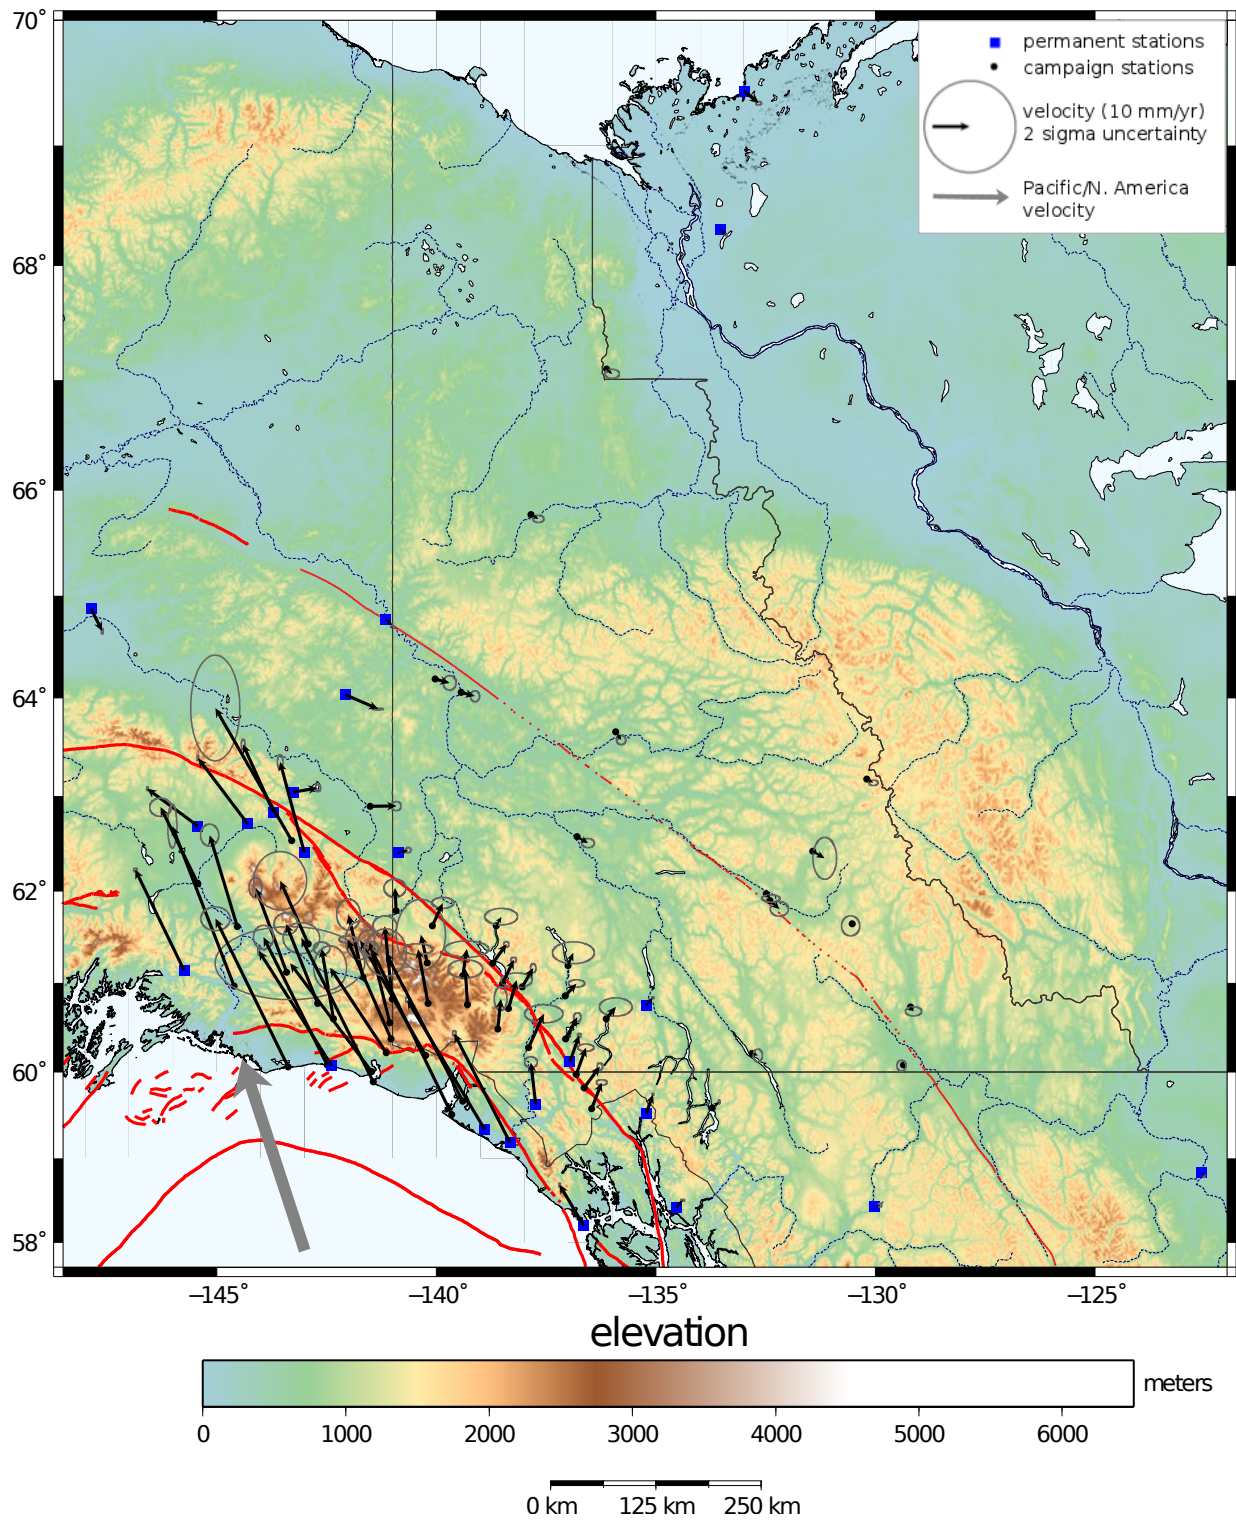 70°
permanent stations
campaign stations
velocity (10 mm/yr)
2 sigma uncertainty
Pacific/N. America
velocity
68°
66°
64°
62°
60°
58°
−145° −140° −135° −130° −125°
elevation
meters
0 1000 2000 3000 4000 5000 6000
0 km 125 km 250 km